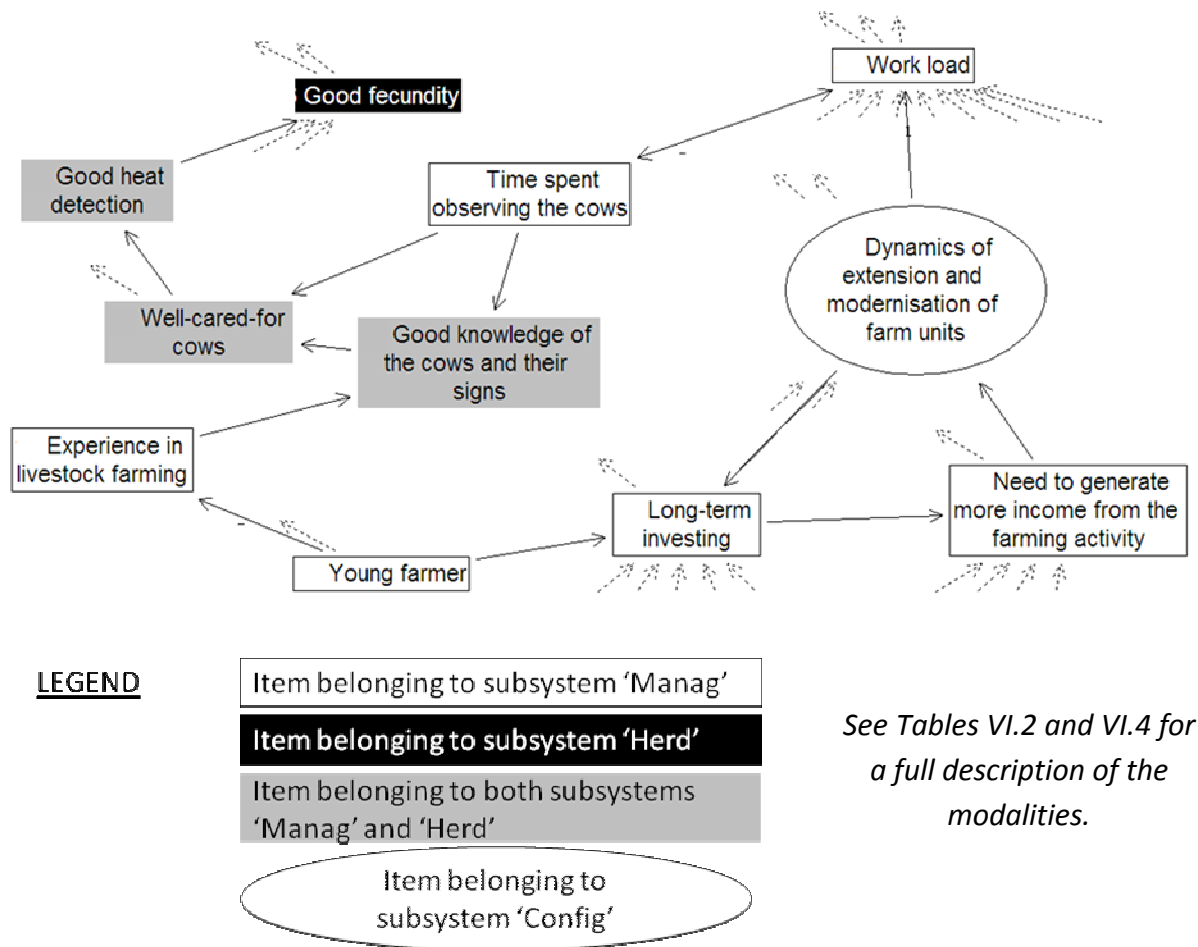 Work load
Good fecundity
Good heat
detection
Time spent
observing the cows
Dynamics of
extension and
modernisation of
farm units
Well-cared-for
cows
Good knowledge of
the cows and their
signs
Experience in
livestock farming
Long-term
investing
Need to generate
more income from the
farming activity
Young farmer
LEGEND
Item belonging to subsystem ‘Manag’
Item belonging to subsystem ‘Herd’
Item belonging to both subsystems
‘Manag’ and ‘Herd’
Item belonging to
subsystem ‘Config’
See Tables VI.2 and VI.4 for
a full description of the
modalities.